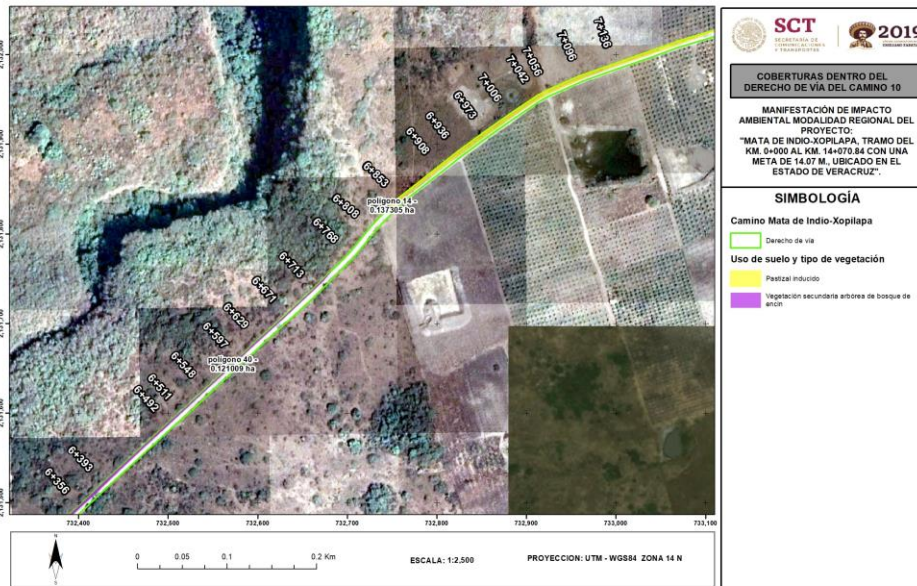 SCT
SECRETARÍA DE
COMUNICACIONES
Y TRANSPORTES
2019
COBERTURAS DENTRO DEL
DERECHO DE VÍA DEL CAMINO 10
MANIFESTACIÓN DE IMPACTO
AMBIENTAL MODALIDAD REGIONAL DEL
PROYECTO:
"MATA DE INDIO-XOPILAPA, TRAMO DEL
KM. 0+000 AL KM. 14+070.84 CON UNA
META DE 14.07 M., UBICADO EN EL
ESTADO DE VERACRUZ".
SIMBOLOGÍA
Camino Mata de Indio-Xopilapa
Derecho de vía
Uso de suelo y tipo de vegetación
Pastizal inducido
Vegetación secundaria arbórea de bosque de
encin
7+136
7+096
7+056
7+042
7+006
6+973
6+936
6+908
6+853
polígono 14 -
0.137305 ha
6+808
6+768
6+713
6+671
6+629
6+597
polígono 40 -
0.121009 ha
6+548
6+511
6+492
6+393
6+356
732,400
732,500
732,600
732,700
732,800
732,900
733,000
733,100
0 0.05 0.1 0.2 Km
ESCALA: 1:2,500
PROYECCION: UTM - WGS84 ZONA 14 N